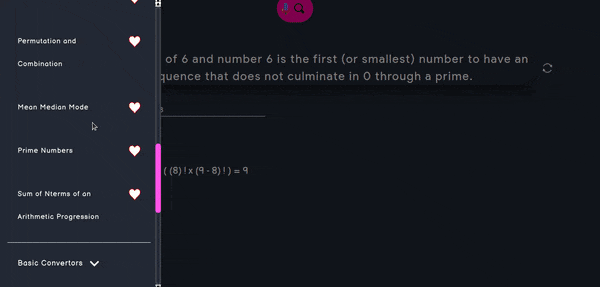 Permutation and
Combination
Mean Median Mode
Prime Numbers
Sum of Nterms of an
Arithmetic Progression
Basic Convertors
of 6 and number 6 is the first (or smallest) number to have an
quence that does not culminate in 0 through a prime.
8
( (8) ! x (9 - 8) ! ) = 9